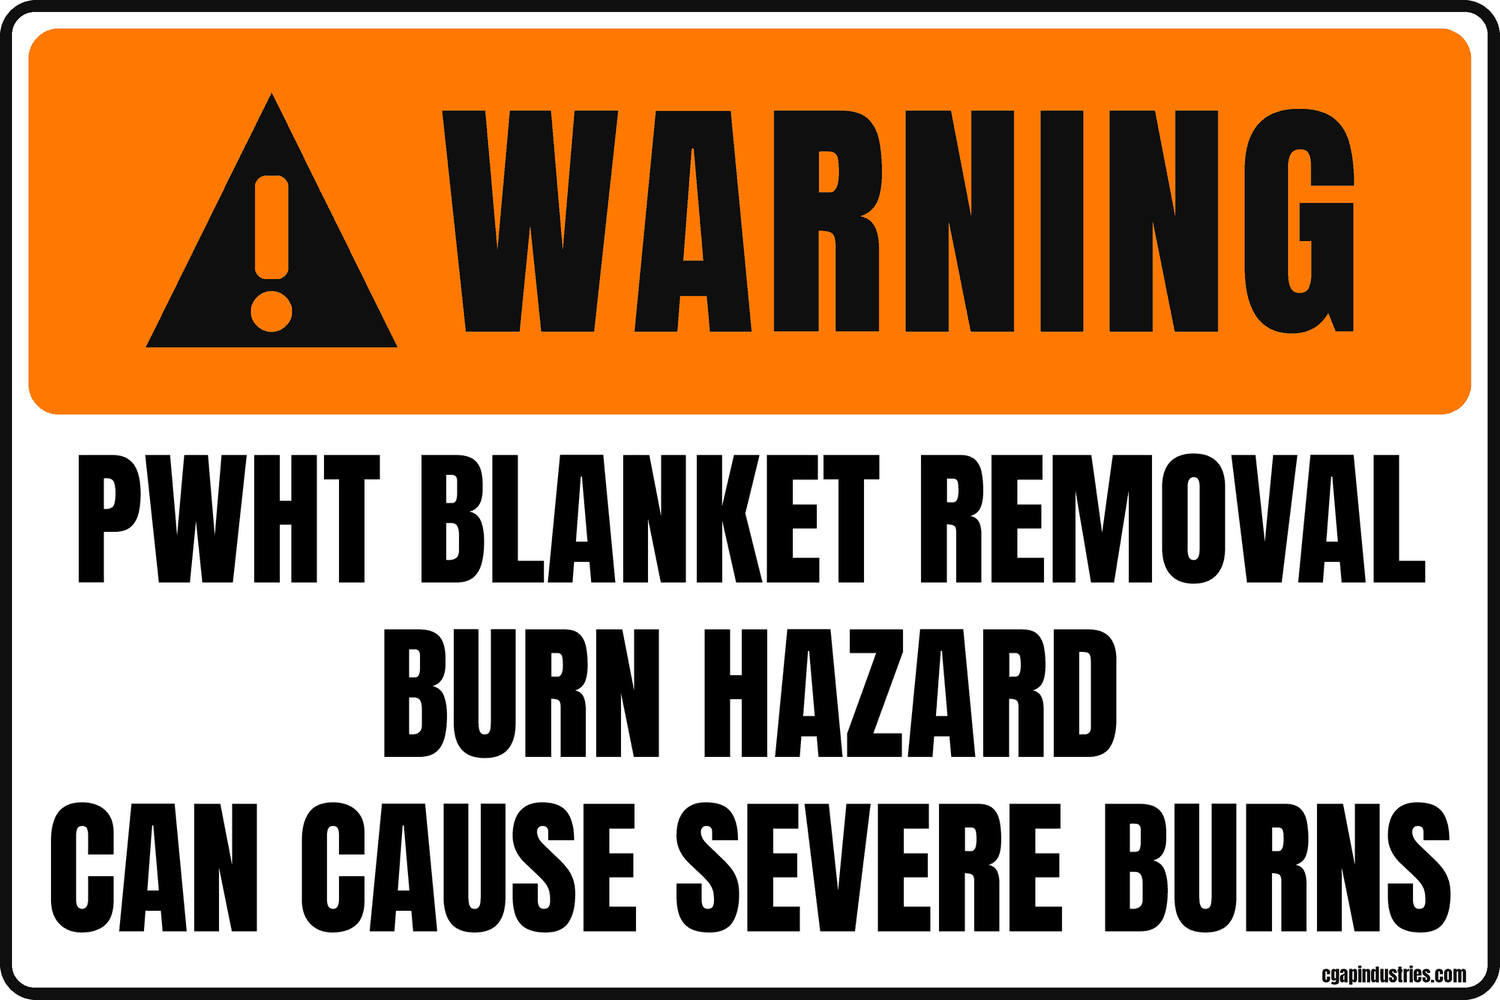 WARNING
PWHT BLANKET REMOVAL
BURN HAZARD
CAN CAUSE SEVERE BURNS
cgapindustries.com